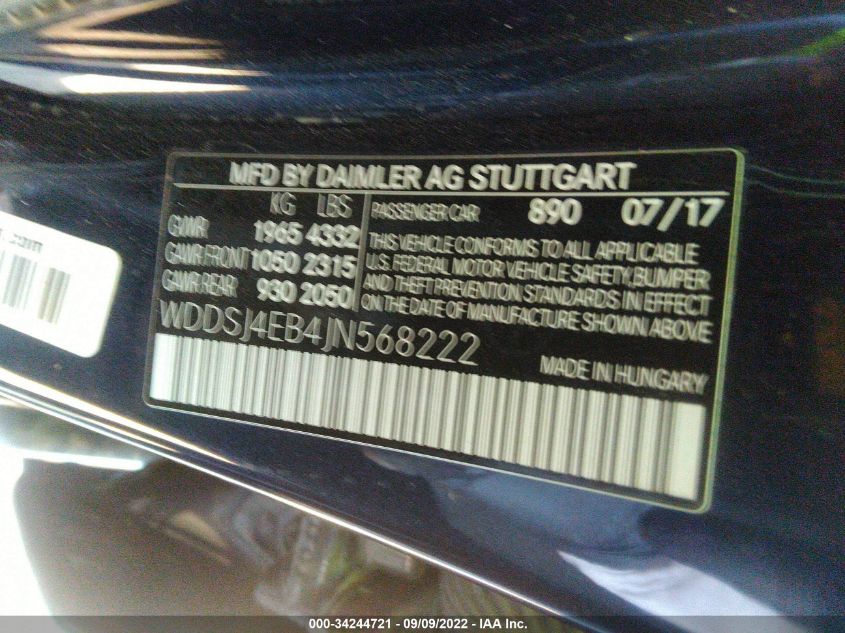 MFD BY DAIMLER AG STUTTGART
KG LBS
GVWR 1965 4332
GAWR FRONT 1050 2315
GAWR REAR 930 2050
PASSENGER CAR 890 07/17
THIS VEHICLE CONFORMS TO ALL APPLICABLE
U.S. FEDERAL MOTOR VEHICLE SAFETY, BUMPER
AND THEFT PREVENTION STANDARDS IN EFFECT
ON THE DATE OF MANUFACTURE SHOWN ABOVE
WDDSJ4EB4JN568222
MADE IN HUNGARY
000-34244721 - 09/09/2022 - IAA Inc.